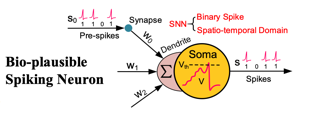 S₀
1 1 0 1
Pre-spikes
Synapse
SNN
Binary Spike
Spatio-temporal Domain
W₀
Dendrite
Soma
Bio-plausible
Spiking Neuron
W₁
Σ
Vth
V
S
1 0 1 1
Spikes
W₂